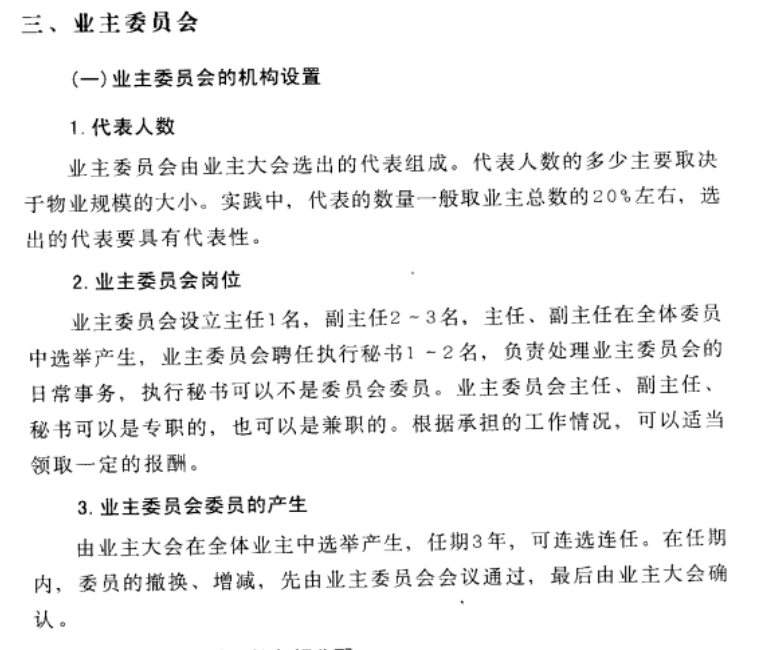 三、业主委员会
(一)业主委员会的机构设置
1.代表人数
业主委员会由业主大会选出的代表组成。代表人数的多少主要取决
于物业规模的大小。实践中，代表的数量一般取业主总数的20%左右，选
出的代表要具有代表性。
2.业主委员会岗位
业主委员会设立主任1名，副主任2~3名，主任、副主任在全体委员
中选举产生，业主委员会聘任执行秘书1~2名，负责处理业主委员会的
日常事务，执行秘书可以不是委员会委员。业主委员会主任、副主任、
秘书可以是专职的，也可以是兼职的。根据承担的工作情况，可以适当
领取一定的报酬。
3.业主委员会委员的产生
由业主大会在全体业主中选举产生，任期3年，可连选连任。在任期
内，委员的撤换、增减，先由业主委员会会议通过，最后由业主大会确
认。